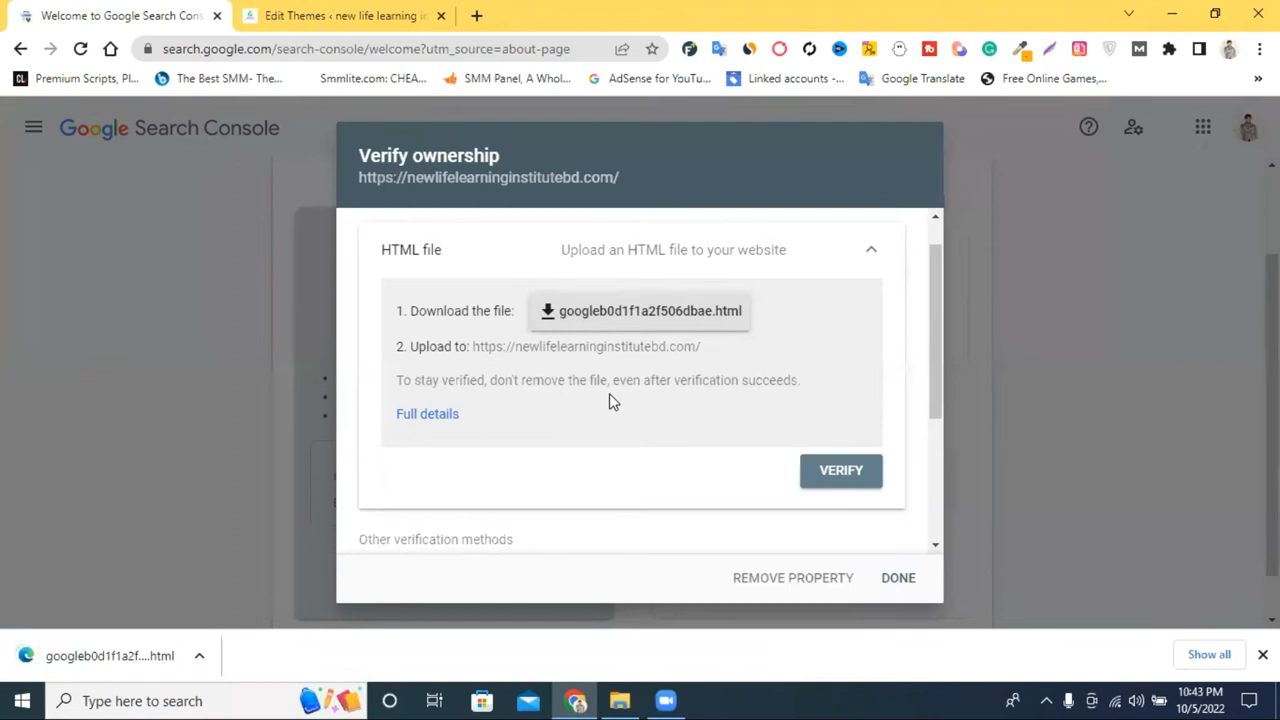 Welcome to Google Search Cons
Edit Themes ‹ new life learning in
search.google.com/search-console/welcome?utm_source=about-page
CL Premium Scripts, Pl...
The Best SMM- The...
Smmlite.com: CHEA...
SMM Panel, A Whol...
AdSense for YouTu...
Linked accounts -...
Google Translate
Free Online Games,...
Google Search Console
Verify ownership
https://newlifelearninginstitutebd.com/
HTML file Upload an HTML file to your website
1. Download the file: googleb0d1f1a2f506dbae.html
2. Upload to: https://newlifelearninginstitutebd.com/
To stay verified, don't remove the file, even after verification succeeds.
Full details
VERIFY
Other verification methods
REMOVE PROPERTY DONE
googleb0d1f1a2f....html
Show all
Type here to search
10:43 PM
10/5/2022